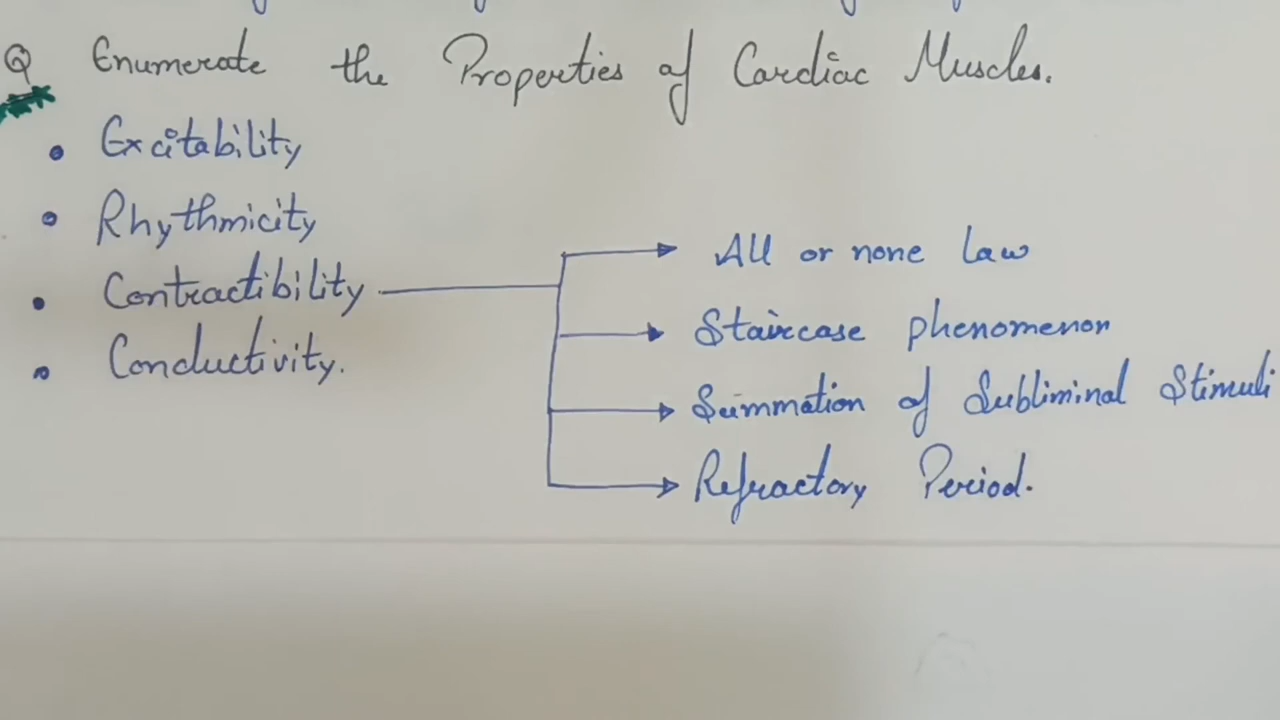 Q Enumerate the Properties of Cardiac Muscles.
• Excitability
• Rhythmicity
• Contractibility
• Conductivity.
All or none law
Staircase phenomenon
Summation of Subliminal Stimuli
Refractory Period.